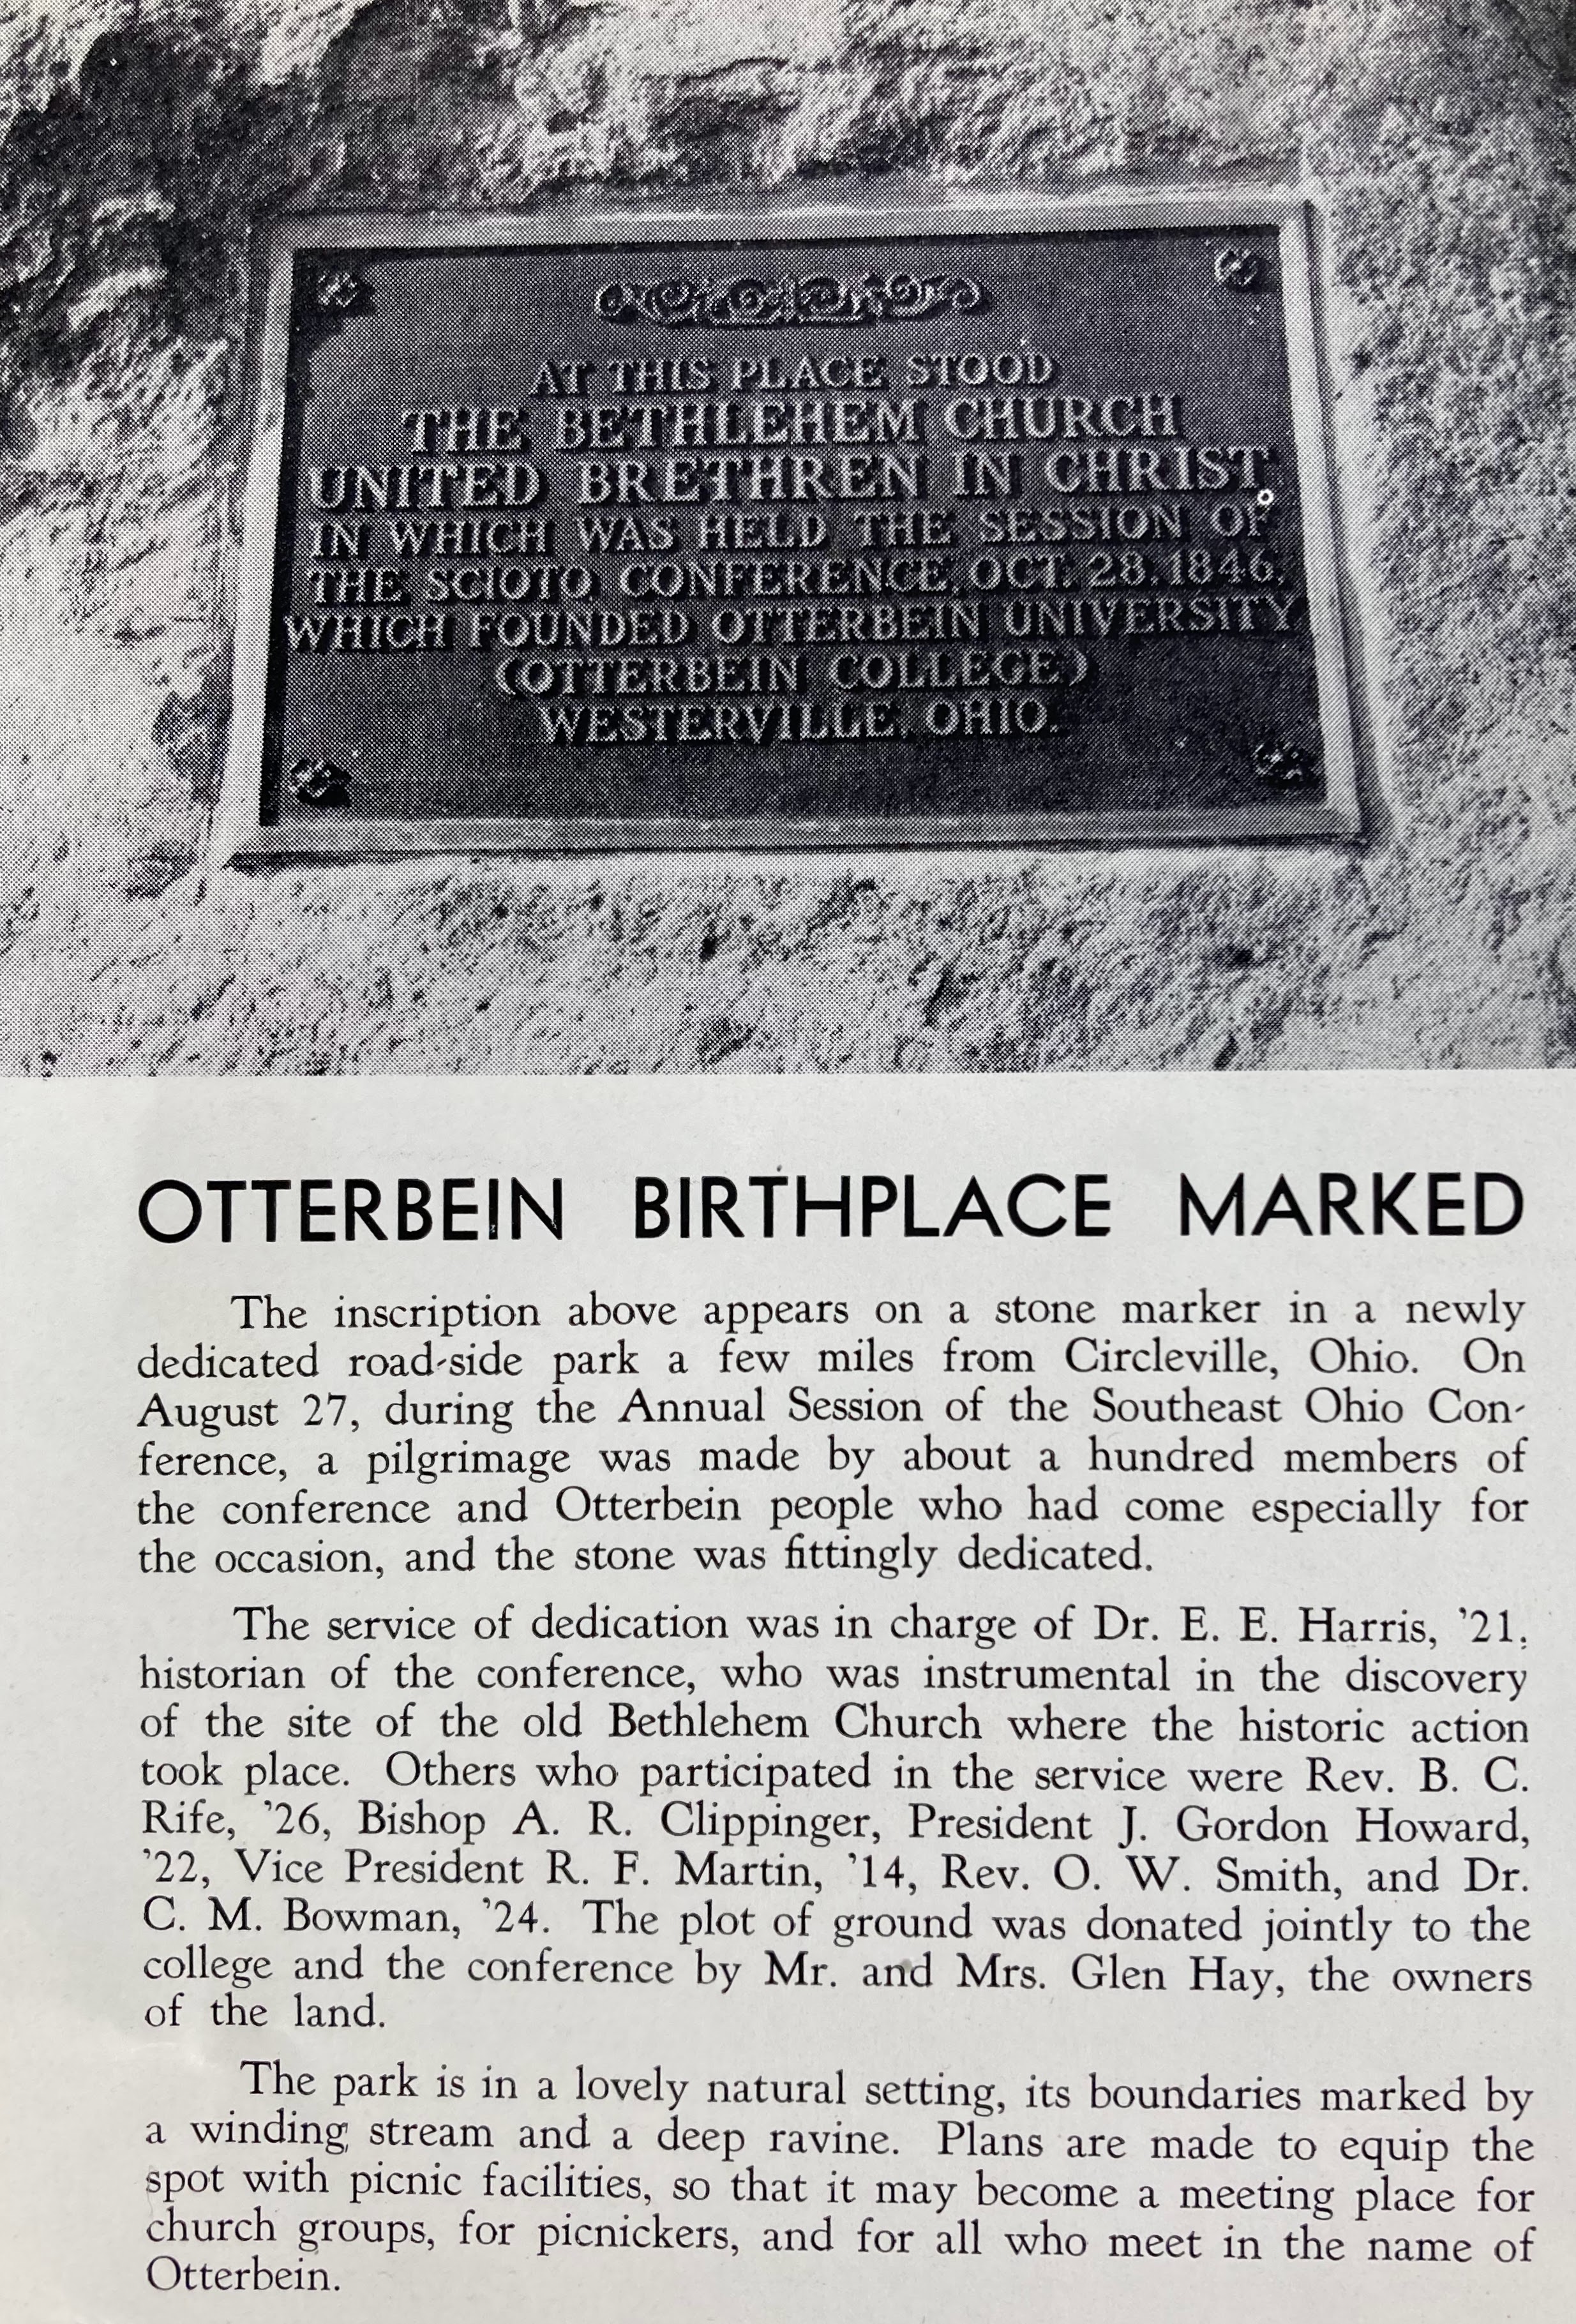 AT THIS PLACE STOOD
THE BETHLEHEM CHURCH
UNITED BRETHREN IN CHRIST
IN WHICH WAS HELD THE SESSION OF
THE SCIOTO CONFERENCE, OCT. 28, 1846,
WHICH FOUNDED OTTERBEIN UNIVERSITY
(OTTERBEIN COLLEGE)
WESTERVILLE, OHIO.
OTTERBEIN BIRTHPLACE MARKED
The inscription above appears on a stone marker in a newly
dedicated road-side park a few miles from Circleville, Ohio. On
August 27, during the Annual Session of the Southeast Ohio Con-
ference, a pilgrimage was made by about a hundred members of
the conference and Otterbein people who had come especially for
the occasion, and the stone was fittingly dedicated.
The service of dedication was in charge of Dr. E. E. Harris, '21,
historian of the conference, who was instrumental in the discovery
of the site of the old Bethlehem Church where the historic action
took place. Others who participated in the service were Rev. B. C.
Rife, '26, Bishop A. R. Clippinger, President J. Gordon Howard,
'22, Vice President R. F. Martin, '14, Rev. O. W. Smith, and Dr.
C. M. Bowman, '24. The plot of ground was donated jointly to the
college and the conference by Mr. and Mrs. Glen Hay, the owners
of the land.
The park is in a lovely natural setting, its boundaries marked by
a winding stream and a deep ravine. Plans are made to equip the
spot with picnic facilities, so that it may become a meeting place for
church groups, for picnickers, and for all who meet in the name of
Otterbein.